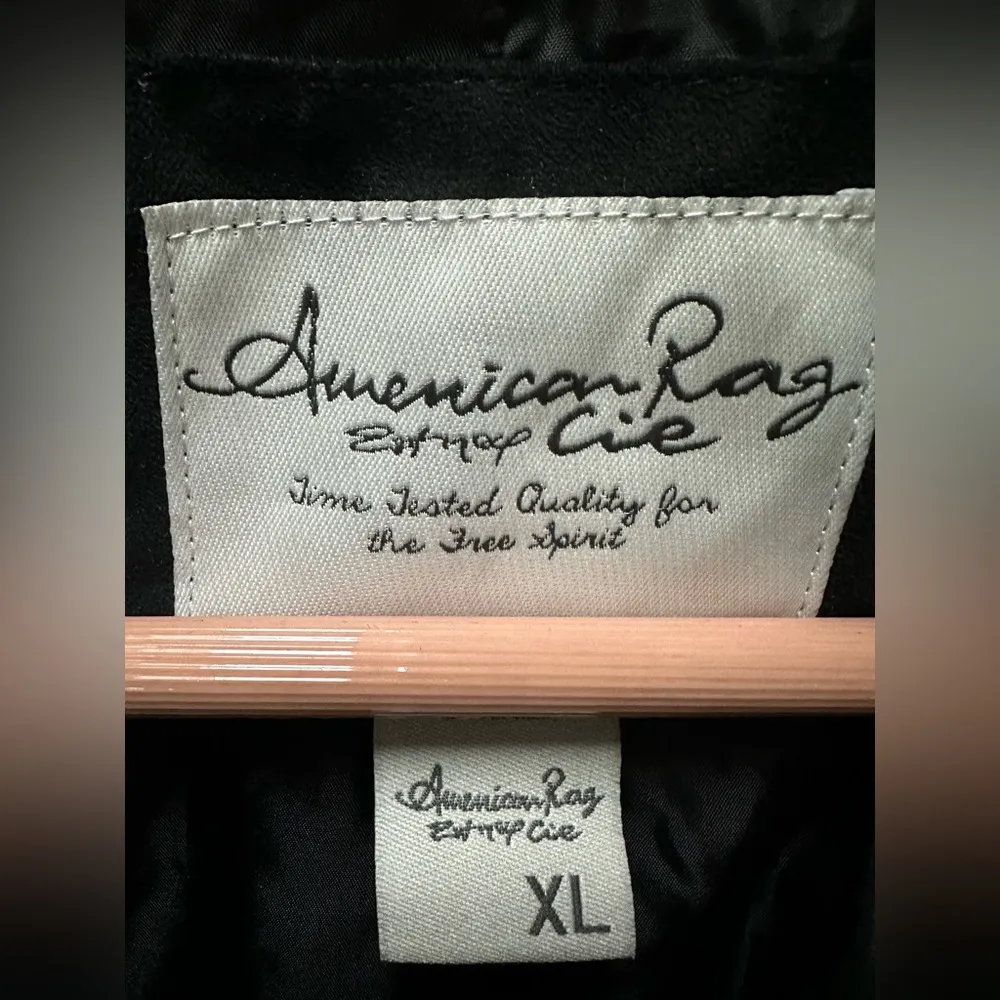 American Rag
Cie
Time Tested Quality for
the Free Spirit
American Rag
Cie
XL